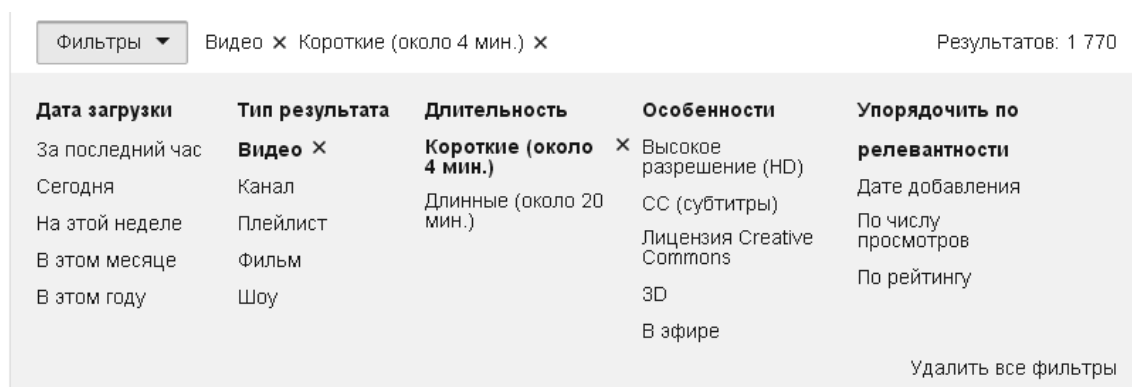 Фильтры ▼ Видео × Короткие (около 4 мин.) × Результатов: 1 770
Дата загрузки
За последний час
Сегодня
На этой неделе
В этом месяце
В этом году
Тип результата
Видео ×
Канал
Плейлист
Фильм
Шоу
Длительность
Короткие (около ×
4 мин.)
Длинные (около 20
мин.)
Особенности
Высокое
разрешение (HD)
CC (субтитры)
Лицензия Creative
Commons
3D
В эфире
Упорядочить по
релевантности
Дате добавления
По числу
просмотров
По рейтингу
Удалить все фильтры